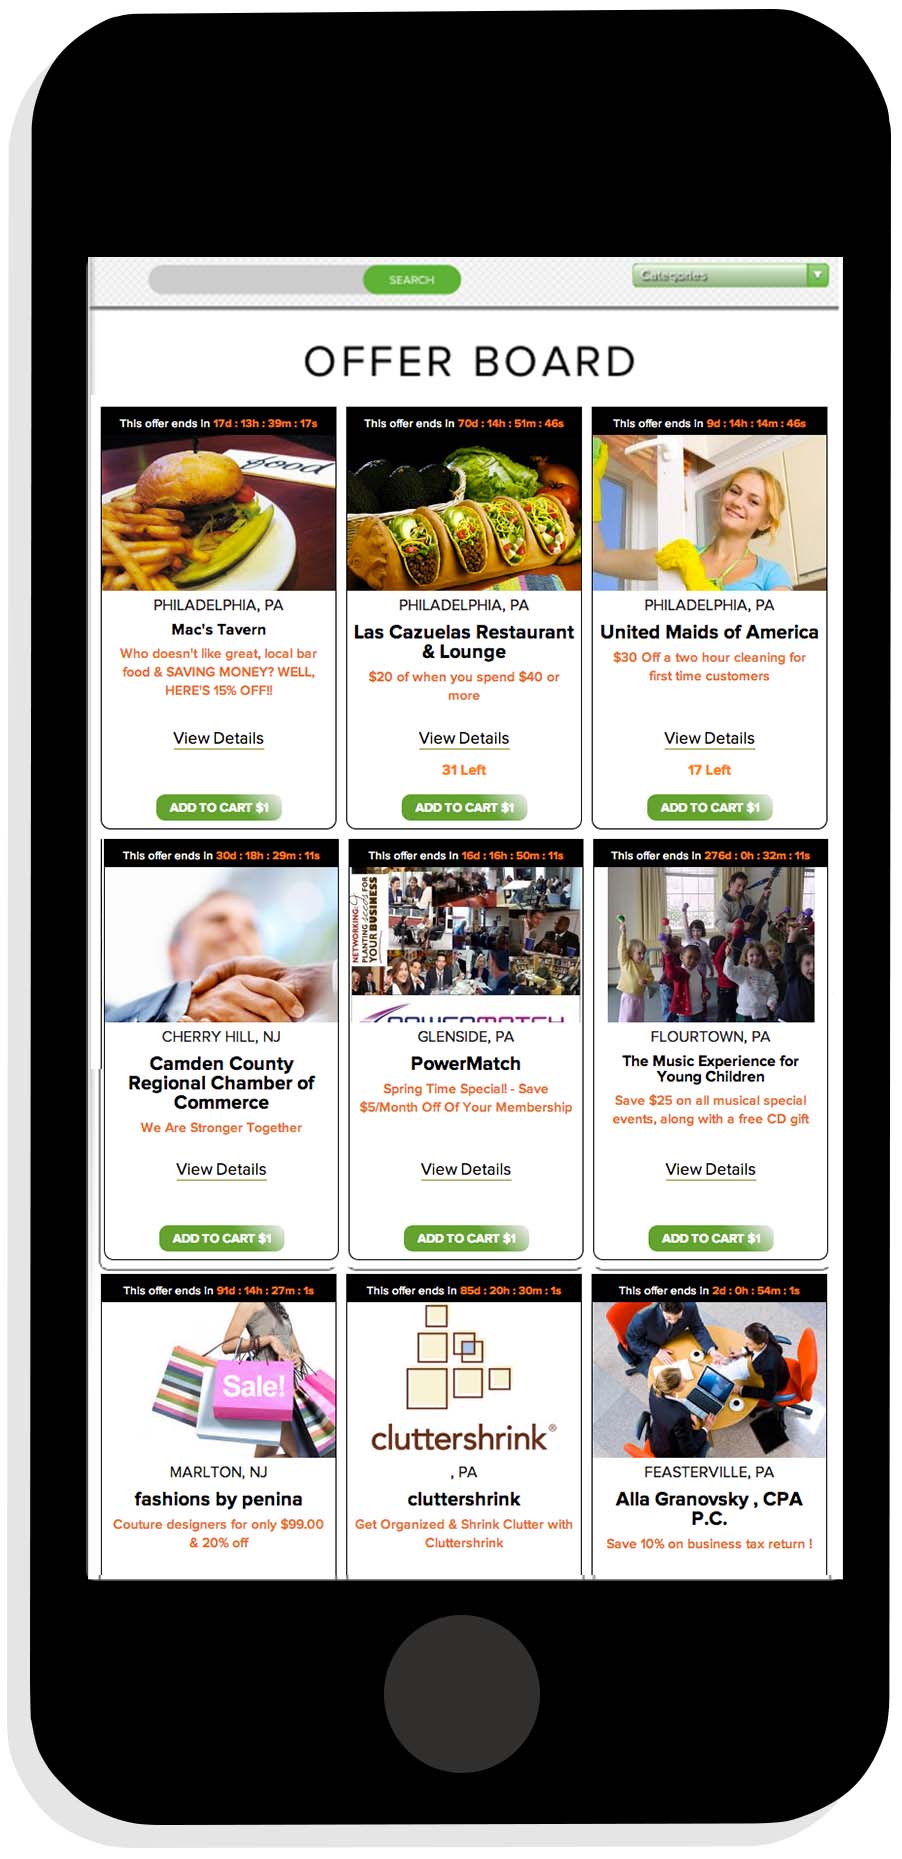 SEARCH
Categories
OFFER BOARD
This offer ends in 17d : 13h : 39m : 17s
food
PHILADELPHIA, PA
Mac's Tavern
Who doesn't like great, local bar
food & SAVING MONEY? WELL,
HERE'S 15% OFF!!
View Details
ADD TO CART $1
This offer ends in 70d : 14h : 51m : 46s
PHILADELPHIA, PA
Las Cazuelas Restaurant
& Lounge
$20 of when you spend $40 or
more
View Details
31 Left
ADD TO CART $1
This offer ends in 9d : 14h : 14m : 46s
PHILADELPHIA, PA
United Maids of America
$30 Off a two hour cleaning for
first time customers
View Details
17 Left
ADD TO CART $1
This offer ends in 30d : 18h : 29m : 11s
CHERRY HILL, NJ
Camden County
Regional Chamber of
Commerce
We Are Stronger Together
View Details
ADD TO CART $1
This offer ends in 16d : 16h : 50m : 11s
NETWORKING:
PLANTING seeds FOR
YOUR BUSINESS
POWERMATCH
GLENSIDE, PA
PowerMatch
Spring Time Special! - Save
$5/Month Off Of Your Membership
View Details
ADD TO CART $1
This offer ends in 276d : 0h : 32m : 11s
FLOURTOWN, PA
The Music Experience for
Young Children
Save $25 on all musical special
events, along with a free CD gift
View Details
ADD TO CART $1
This offer ends in 91d : 14h : 27m : 1s
Sale!
MARLTON, NJ
fashions by penina
Couture designers for only $99.00
& 20% off
This offer ends in 85d : 20h : 30m : 1s
cluttershrink®
, PA
cluttershrink
Get Organized & Shrink Clutter with
Cluttershrink
This offer ends in 2d : 0h : 54m : 1s
FEASTERVILLE, PA
Alla Granovsky , CPA
P.C.
Save 10% on business tax return !